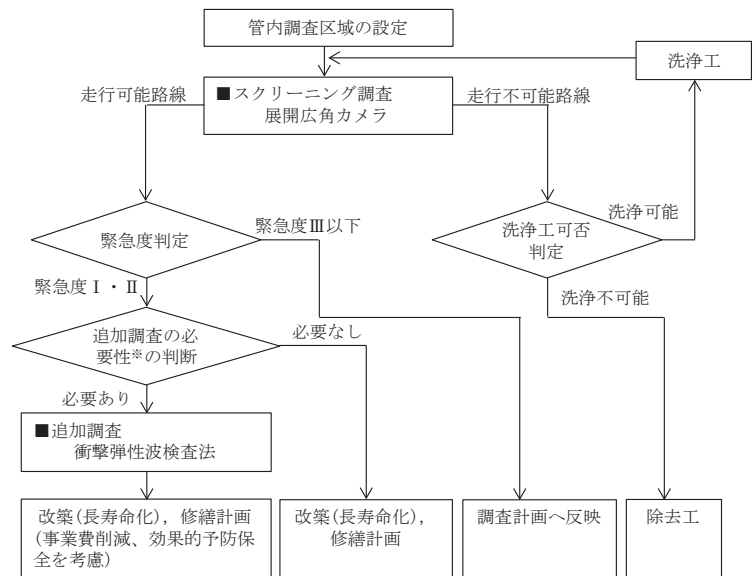 管内調査区域の設定
洗浄工
走行可能路線
■スクリーニング調査
展開広角カメラ
走行不可能路線
緊急度判定
緊急度Ⅲ以下
洗浄工可否
判定
洗浄可能
緊急度Ⅰ・Ⅱ
洗浄不可能
追加調査の必
要性※の判断
必要なし
必要あり
■追加調査
衝撃弾性波検査法
改築(長寿命化)，修繕計画
(事業費削減、効果的予防保
全を考慮)
改築(長寿命化)，
修繕計画
調査計画へ反映
除去工